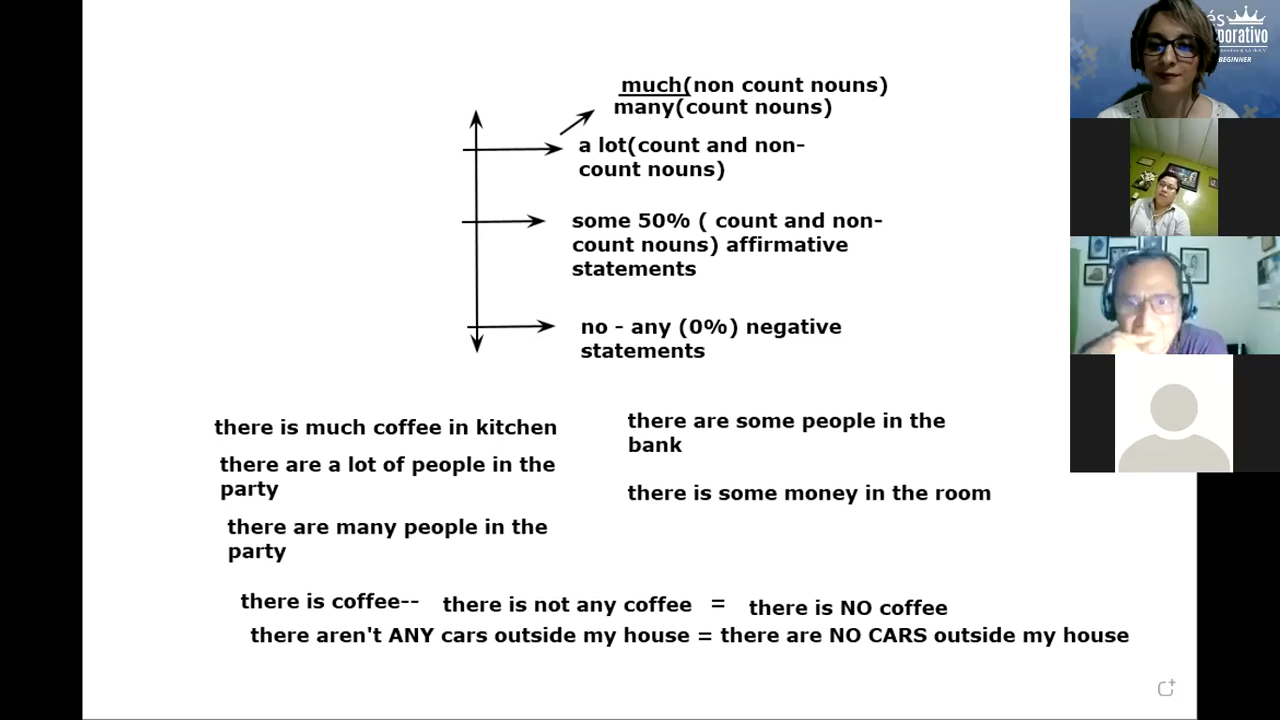 much(non count nouns)
many(count nouns)
a lot(count and non-
count nouns)
some 50% ( count and non-
count nouns) affirmative
statements
no - any (0%) negative
statements
there is much coffee in kitchen
there are a lot of people in the
party
there are many people in the
party
there are some people in the
bank
there is some money in the room
there is coffee-- there is not any coffee = there is NO coffee
there aren't ANY cars outside my house = there are NO CARS outside my house
és
porativo
BEGINNER